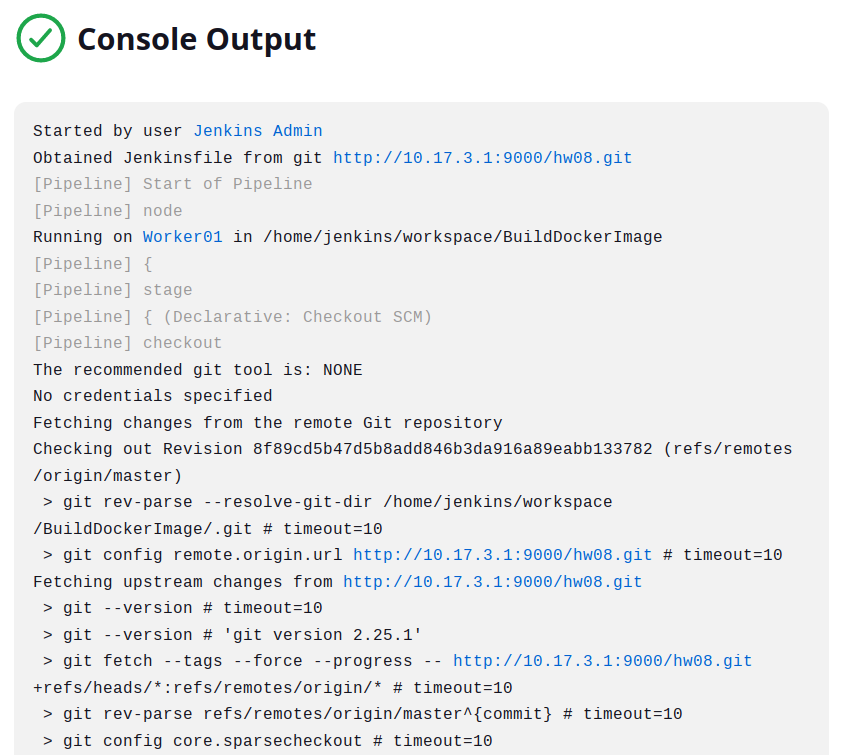 Console Output
Started by user Jenkins Admin
Obtained Jenkinsfile from git http://10.17.3.1:9000/hw08.git
[Pipeline] Start of Pipeline
[Pipeline] node
Running on Worker01 in /home/jenkins/workspace/BuildDockerImage
[Pipeline] {
[Pipeline] stage
[Pipeline] { (Declarative: Checkout SCM)
[Pipeline] checkout
The recommended git tool is: NONE
No credentials specified
Fetching changes from the remote Git repository
Checking out Revision 8f89cd5b47d5b8add846b3da916a89eabb133782 (refs/remotes
/origin/master)
 > git rev-parse --resolve-git-dir /home/jenkins/workspace
/BuildDockerImage/.git # timeout=10
 > git config remote.origin.url http://10.17.3.1:9000/hw08.git # timeout=10
Fetching upstream changes from http://10.17.3.1:9000/hw08.git
 > git --version # timeout=10
 > git --version # 'git version 2.25.1'
 > git fetch --tags --force --progress -- http://10.17.3.1:9000/hw08.git
+refs/heads/*:refs/remotes/origin/* # timeout=10
 > git rev-parse refs/remotes/origin/master^{commit} # timeout=10
 > git config core.sparsecheckout # timeout=10